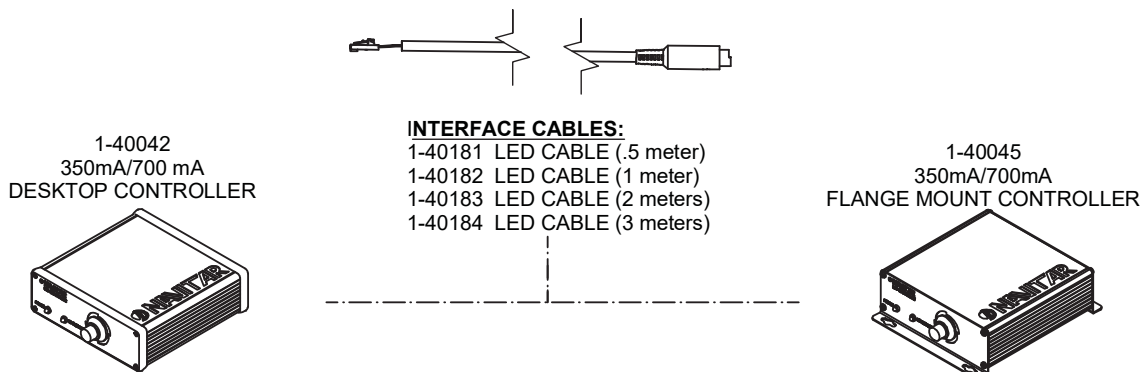 INTERFACE CABLES:
1-40181 LED CABLE (.5 meter)
1-40182 LED CABLE (1 meter)
1-40183 LED CABLE (2 meters)
1-40184 LED CABLE (3 meters)
1-40042
350mA/700 mA
DESKTOP CONTROLLER
NAVITAR
1-40045
350mA/700mA
FLANGE MOUNT CONTROLLER
NAVITAR